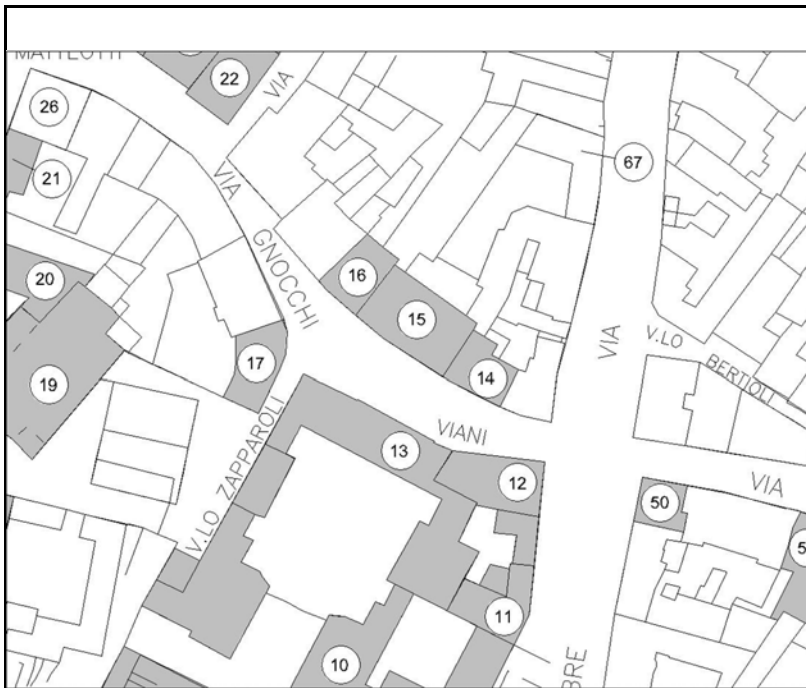 MATTEOTTI
22
VIA
26
21
67
VIA
GNOCCHI
20
16
15
VIA
V.LO
BERTIOLI
17
14
19
VIANI
13
V.LO ZAPPAROLI
12
50
VIA
11
10
BRE